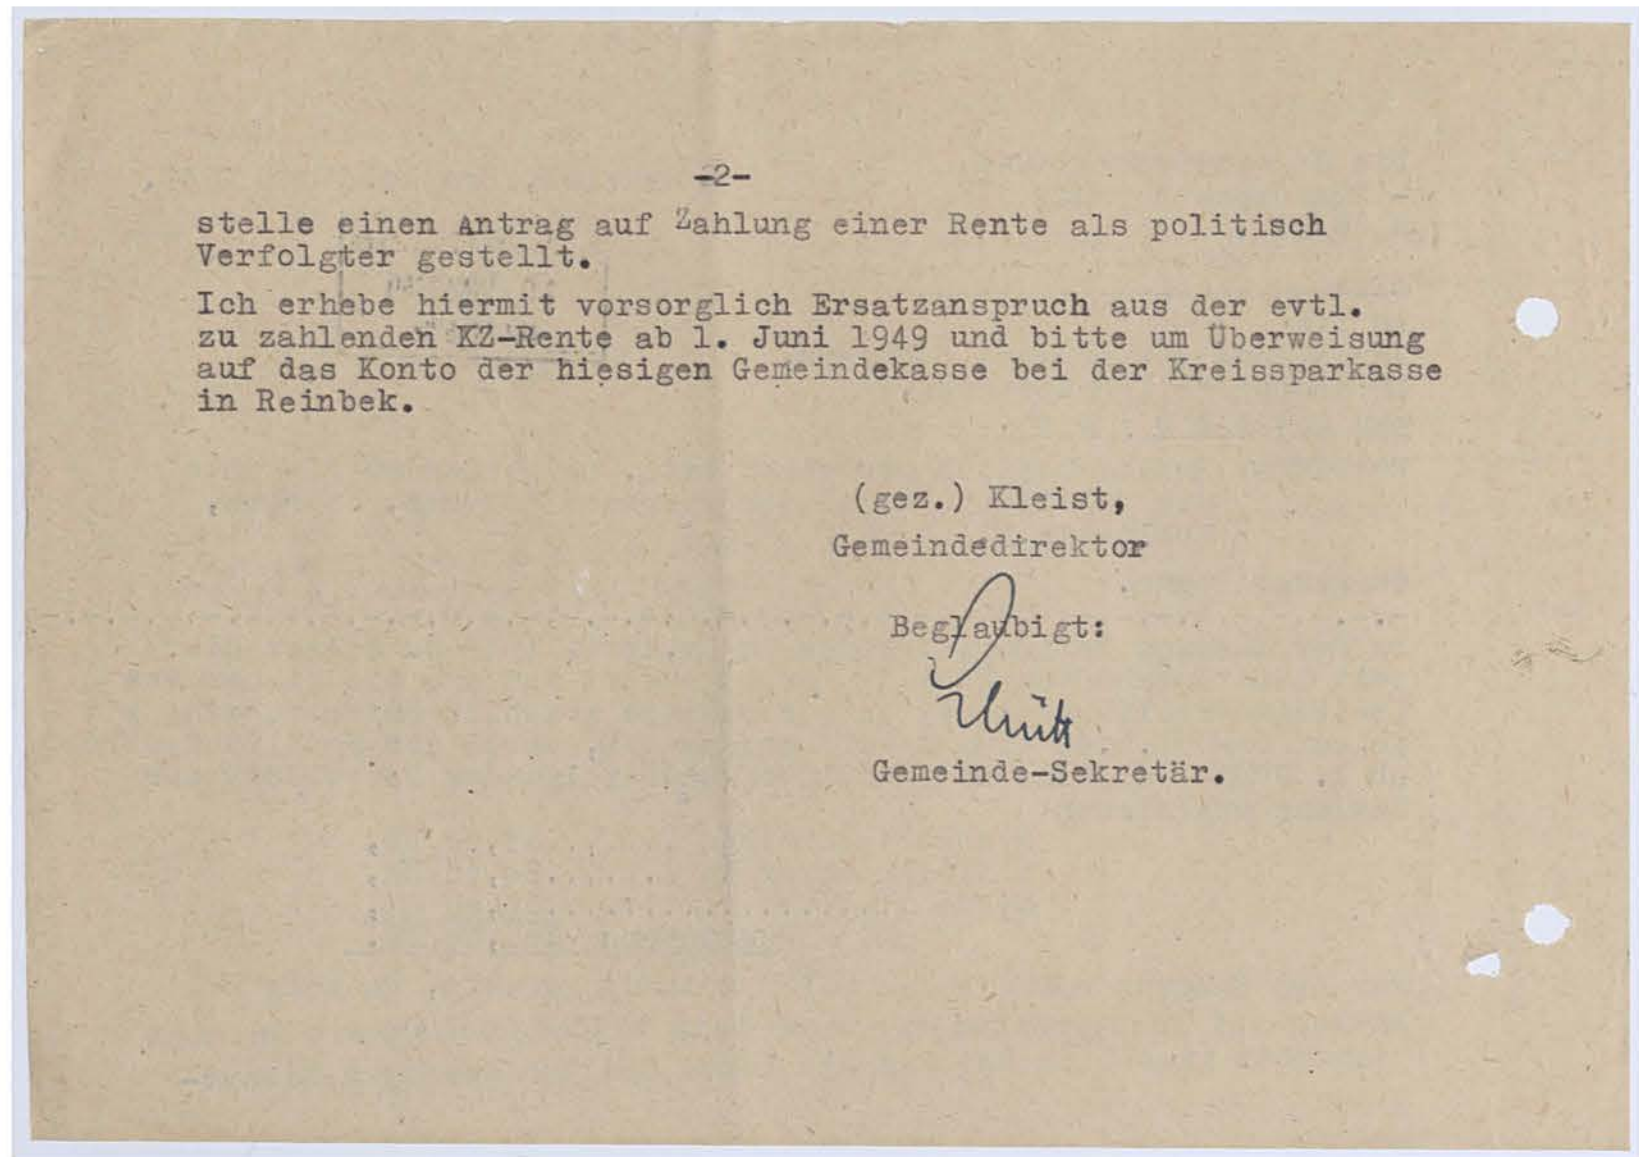 -2-
stelle einen Antrag auf Zahlung einer Rente als politisch
Verfolgter gestellt.
Ich erhebe hiermit vorsorglich Ersatzanspruch aus der evtl.
zu zahlenden KZ-Rente ab 1. Juni 1949 und bitte um Überweisung
auf das Konto der hiesigen Gemeindekasse bei der Kreissparkasse
in Reinbek.
(gez.) Kleist,
Gemeindedirektor
Beglaubigt:
Gemeinde-Sekretär.